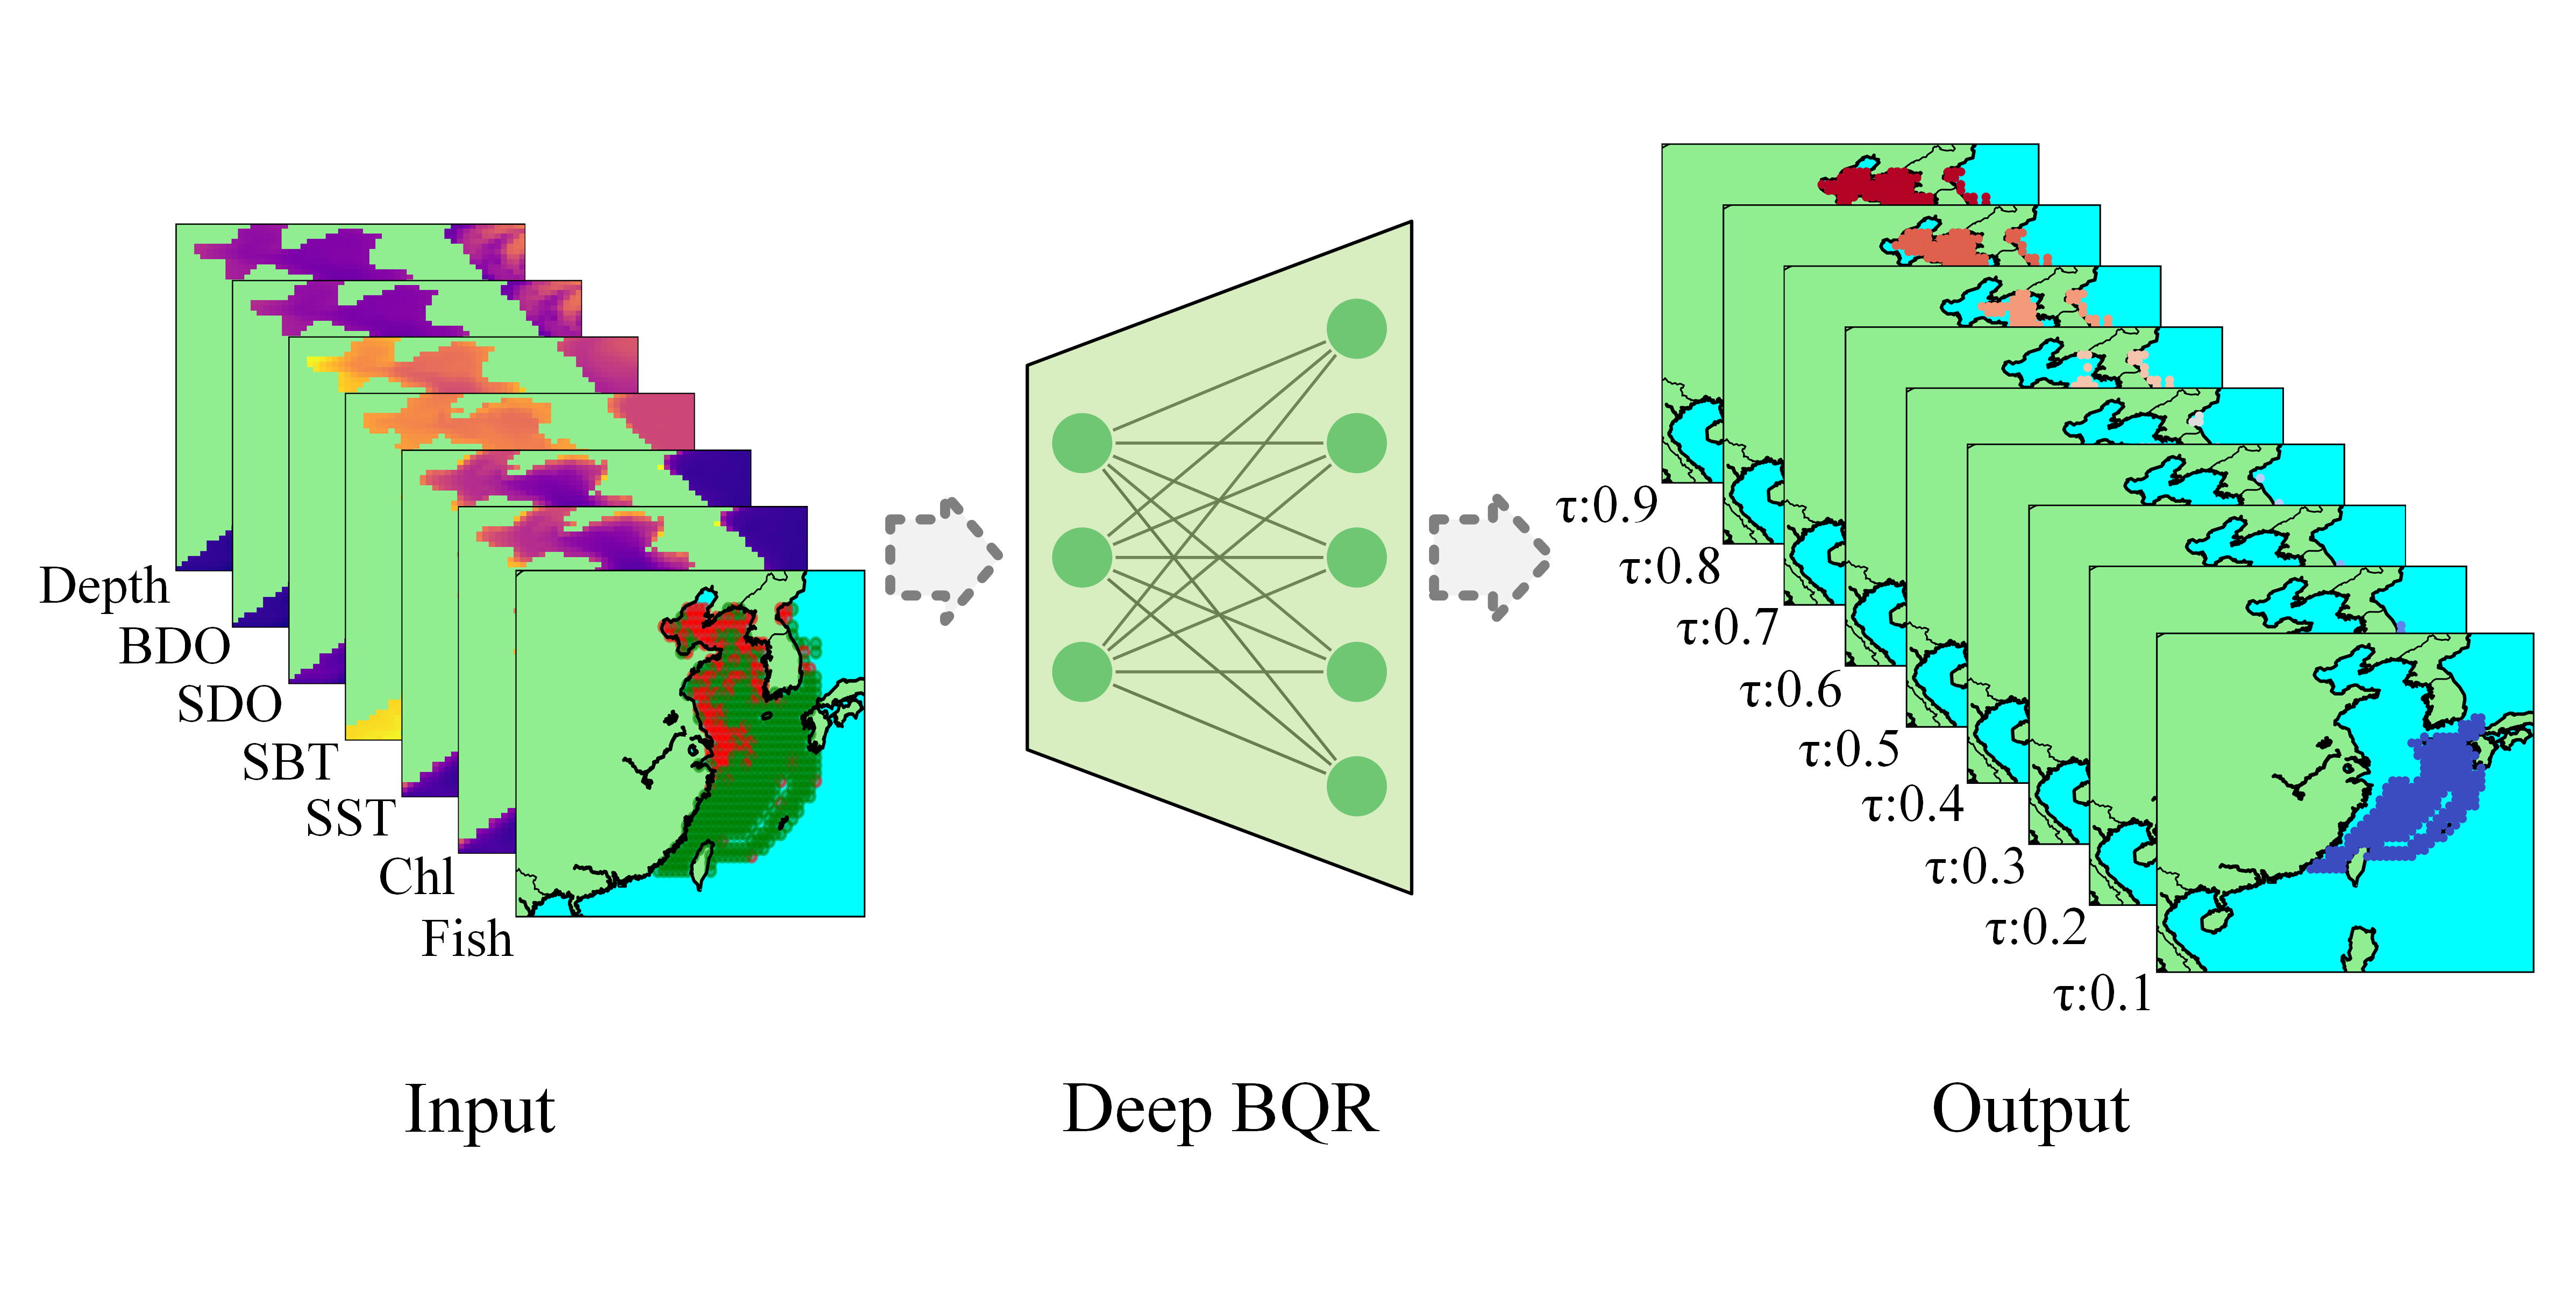 Depth
BDO
SDO
SBT
SST
Chl
Fish
τ:0.9
τ:0.8
τ:0.7
τ:0.6
τ:0.5
τ:0.4
τ:0.3
τ:0.2
τ:0.1
Input
Deep BQR
Output